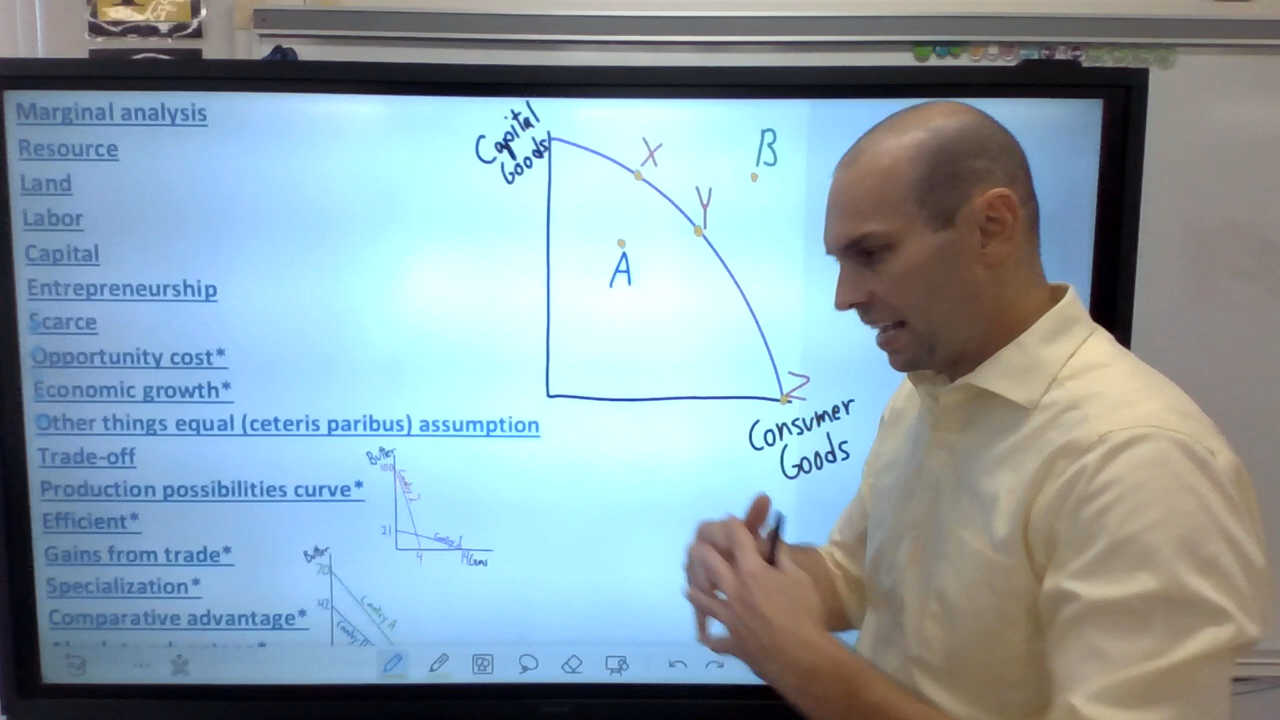 Marginal analysis
Resource
Land
Labor
Capital
Entrepreneurship
Scarce
Opportunity cost*
Economic growth*
Other things equal (ceteris paribus) assumption
Trade-off
Production possibilities curve*
Efficient*
Gains from trade*
Specialization*
Comparative advantage*
Capital
Goods
X
B
Y
A
Z
Consumer
Goods
Butter
100
21
4
14 Guns
Butter
70
42
Country A